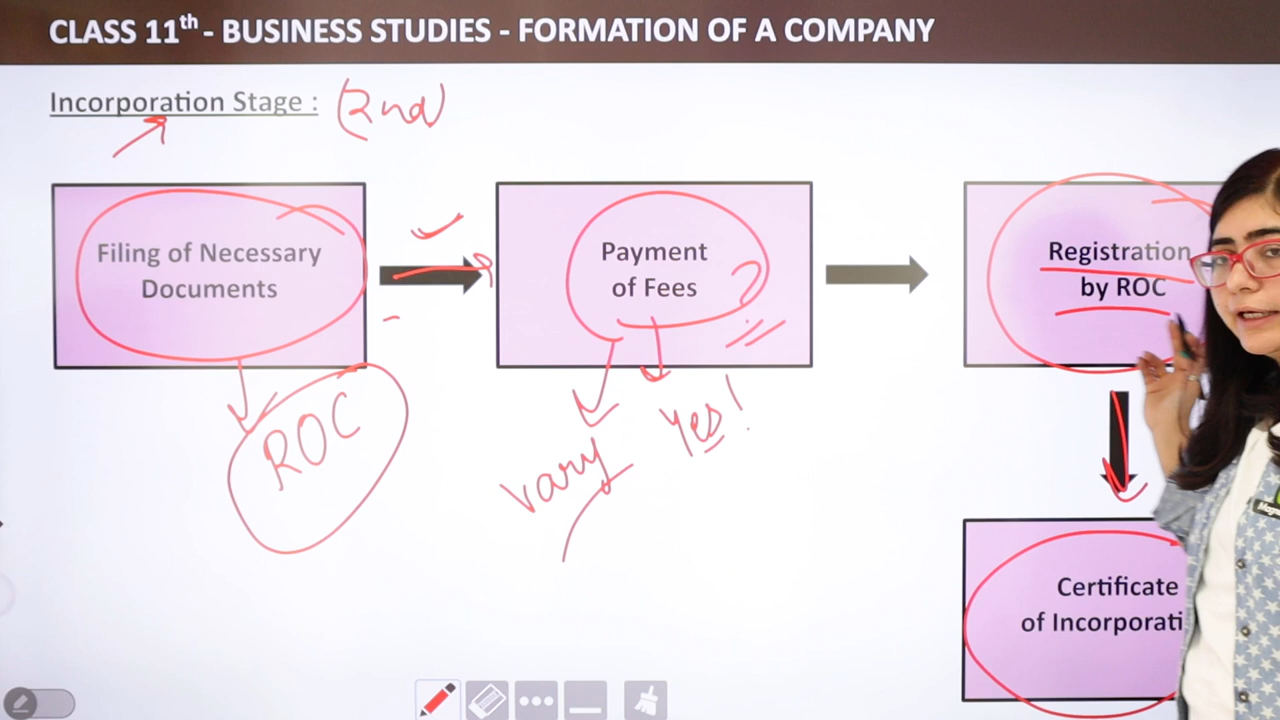 CLASS 11th - BUSINESS STUDIES - FORMATION OF A COMPANY
Incorporation Stage : (2nd)
Filing of Necessary
Documents
Payment
of Fees ?
Registration
by ROC
ROC
vary
Yes!
Certificate
of Incorporati